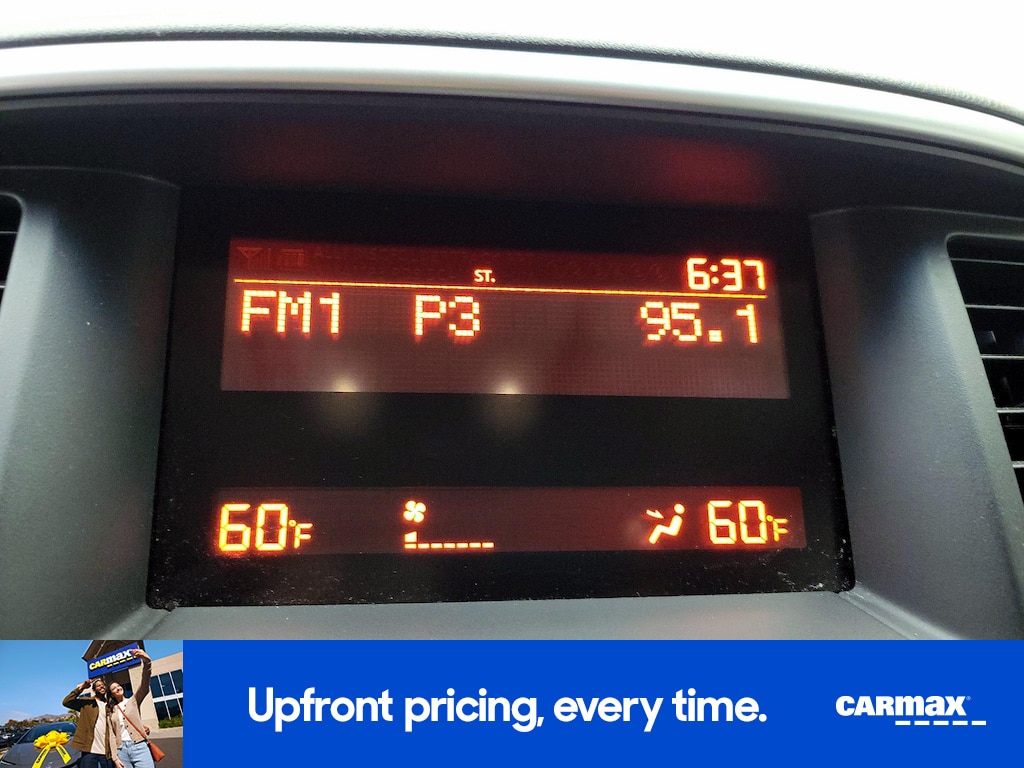 ST. 6:37
FM1 P3 95.1
60°F 60°F
CARMAX
Upfront pricing, every time.
CARMAX®